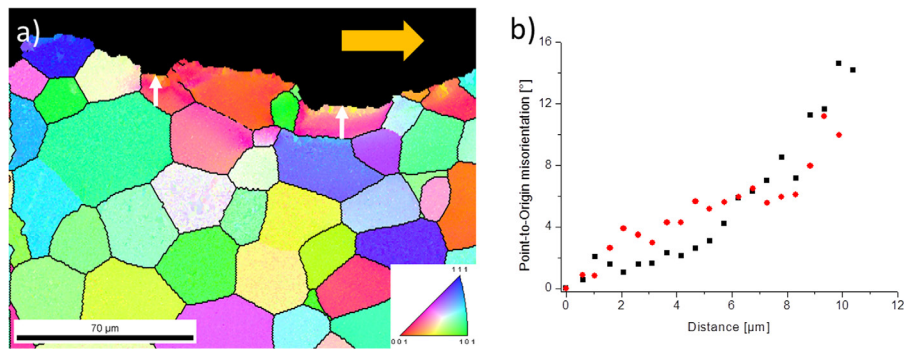 a)
1 1 1
0 0 1
1 0 1
70 µm
b)
Point-to-Origin misorientation [°]
16
12
8
4
0
0 2 4 6 8 10 12
Distance [µm]